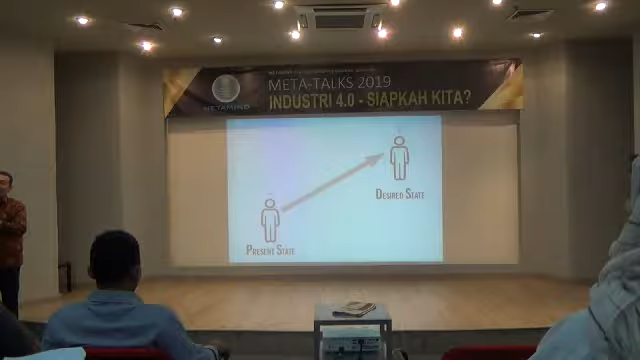 META-TALKS 2019
INDUSTRI 4.0 - SIAPKAH KITA?
METAMIND
DESIRED STATE
PRESENT STATE